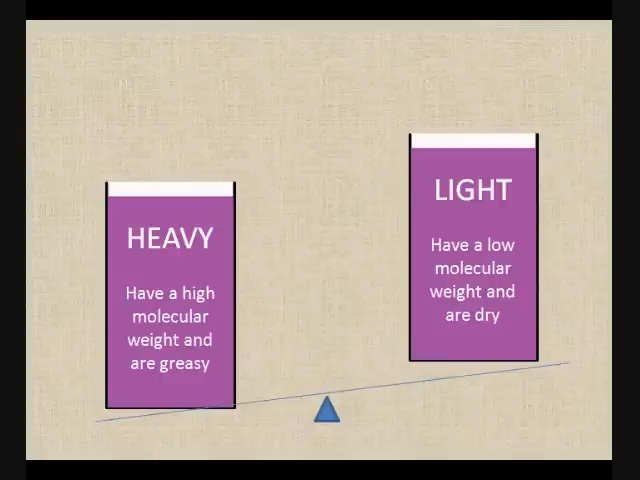 HEAVY
Have a high
molecular
weight and
are greasy
LIGHT
Have a low
molecular
weight and
are dry